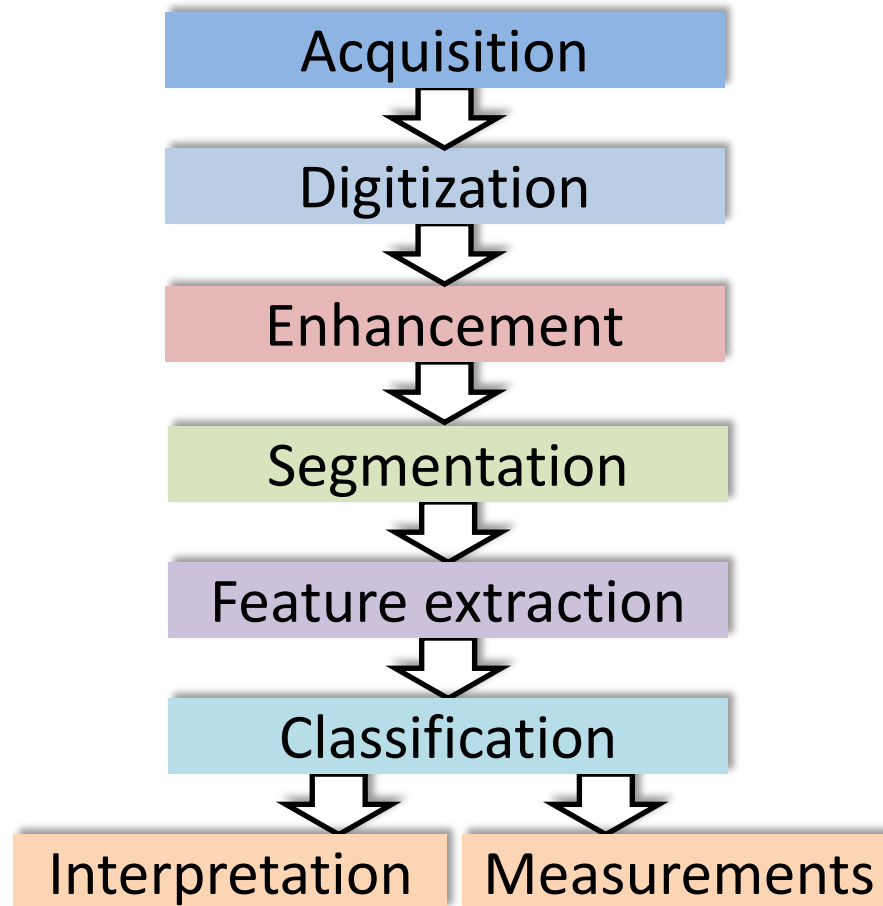 Acquisition
Digitization
Enhancement
Segmentation
Feature extraction
Classification
Interpretation
Measurements